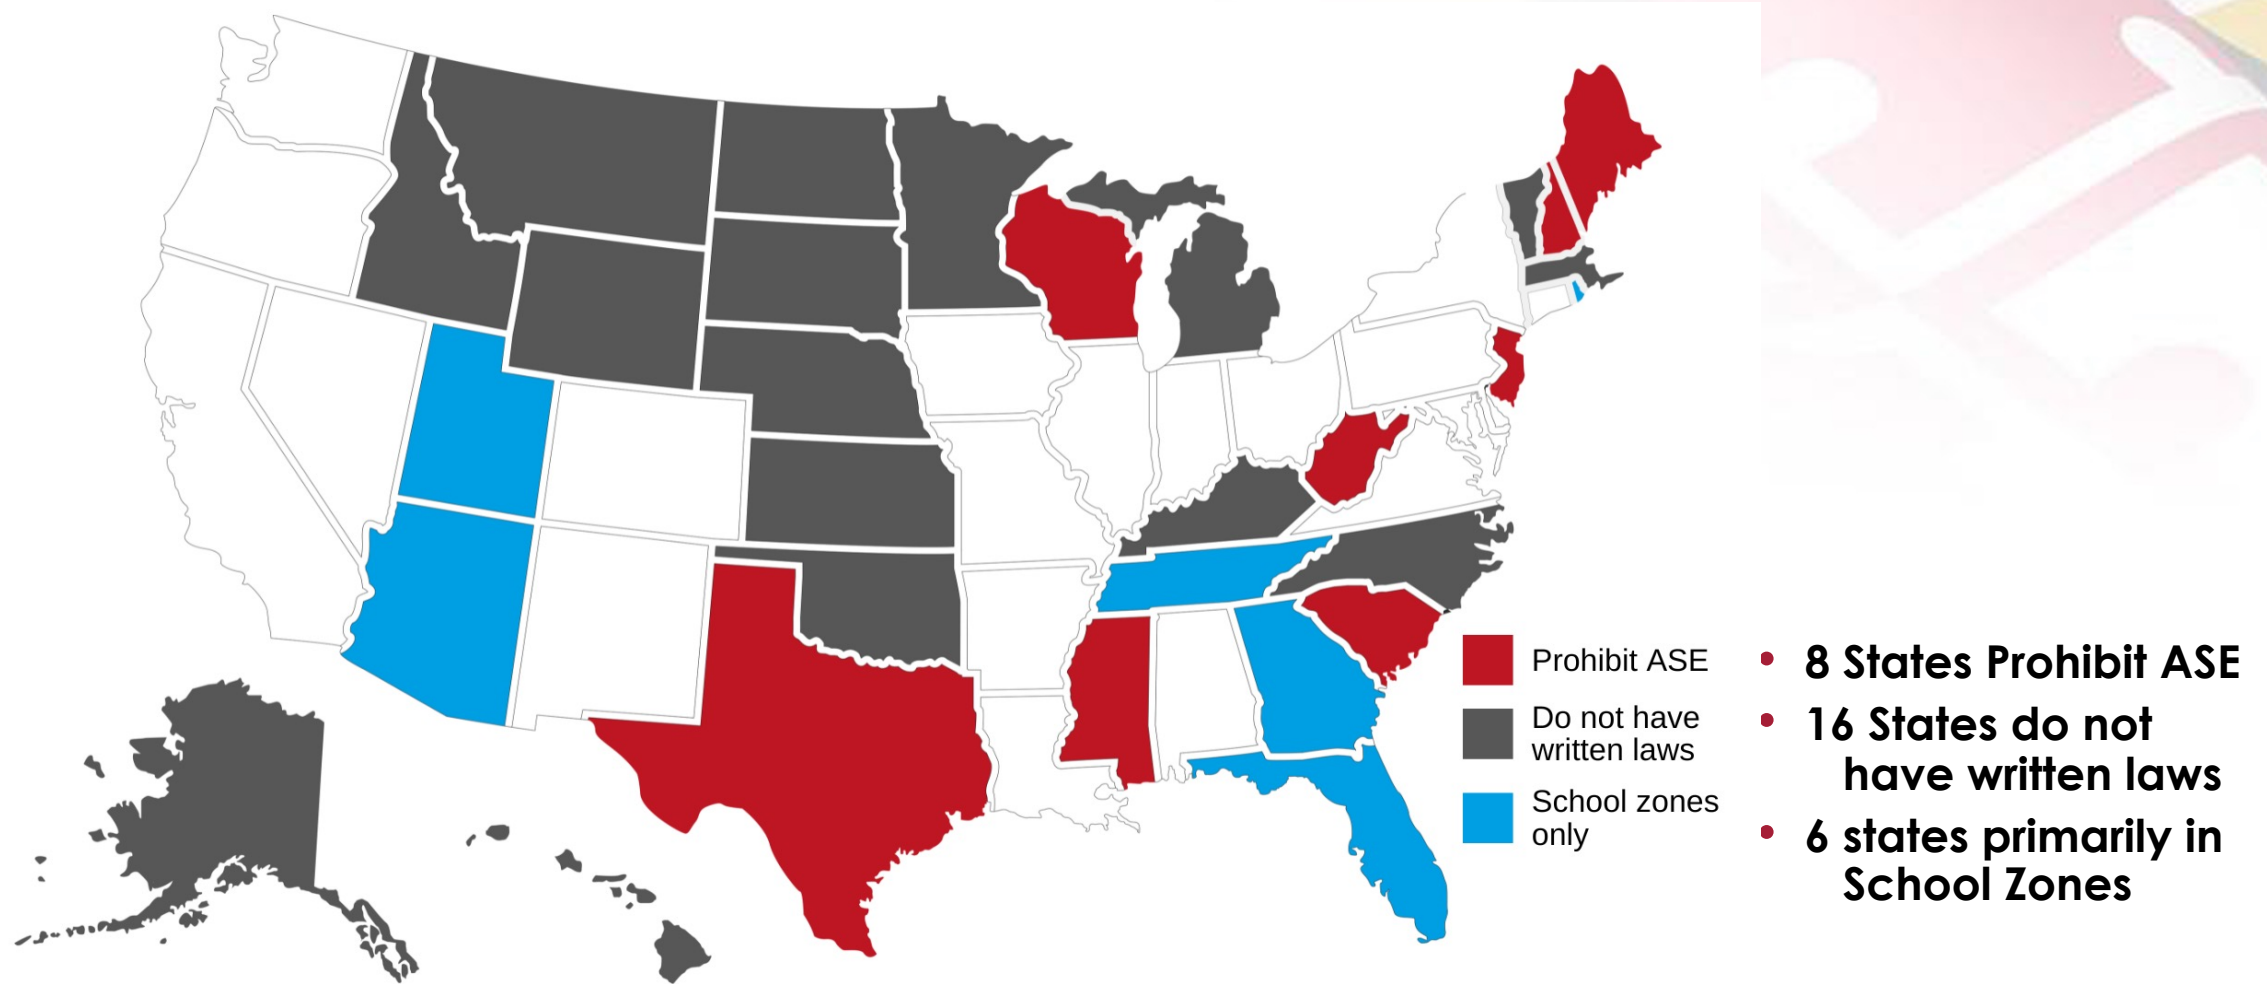 Prohibit ASE
Do not have
written laws
School zones
only
• 8 States Prohibit ASE
• 16 States do not
have written laws
• 6 states primarily in
School Zones